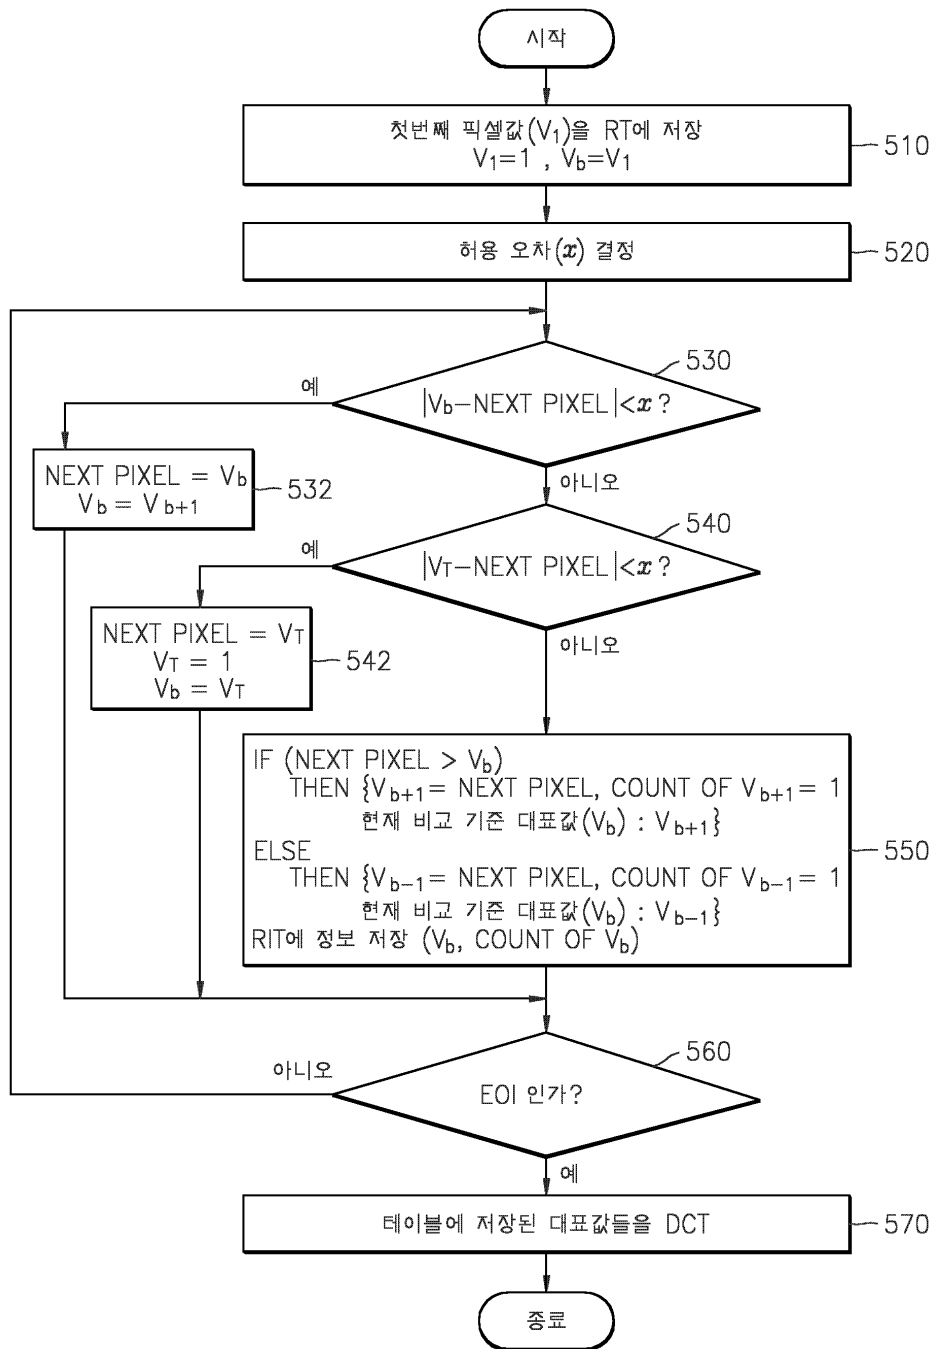 시작
첫번째 픽셀값(V₁)을 RT에 저장
V₁=1 , Vb=V₁
510
허용 오차(x) 결정
520
530
예
|Vb−NEXT PIXEL|<x ?
NEXT PIXEL = Vb
Vb = Vb+1
532
아니오
540
예
|VT−NEXT PIXEL|<x ?
NEXT PIXEL = VT
VT = 1
Vb = VT
542
아니오
IF (NEXT PIXEL > Vb)
THEN {Vb+1= NEXT PIXEL, COUNT OF Vb+1= 1
현재 비교 기준 대표값(Vb) : Vb+1}
ELSE
THEN {Vb−1= NEXT PIXEL, COUNT OF Vb−1= 1
현재 비교 기준 대표값(Vb) : Vb−1}
RIT에 정보 저장 (Vb, COUNT OF Vb)
550
560
아니오
EOI 인가?
예
테이블에 저장된 대표값들을 DCT
570
종료